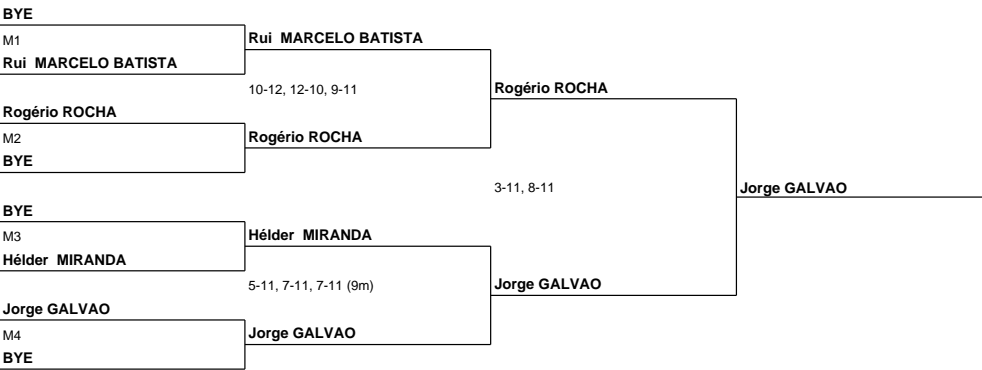 BYE
M1
Rui MARCELO BATISTA
Rui MARCELO BATISTA
10-12, 12-10, 9-11
Rogério ROCHA
Rogério ROCHA
M2
BYE
Rogério ROCHA
3-11, 8-11
Jorge GALVAO
BYE
M3
Hélder MIRANDA
Hélder MIRANDA
5-11, 7-11, 7-11 (9m)
Jorge GALVAO
Jorge GALVAO
M4
BYE
Jorge GALVAO